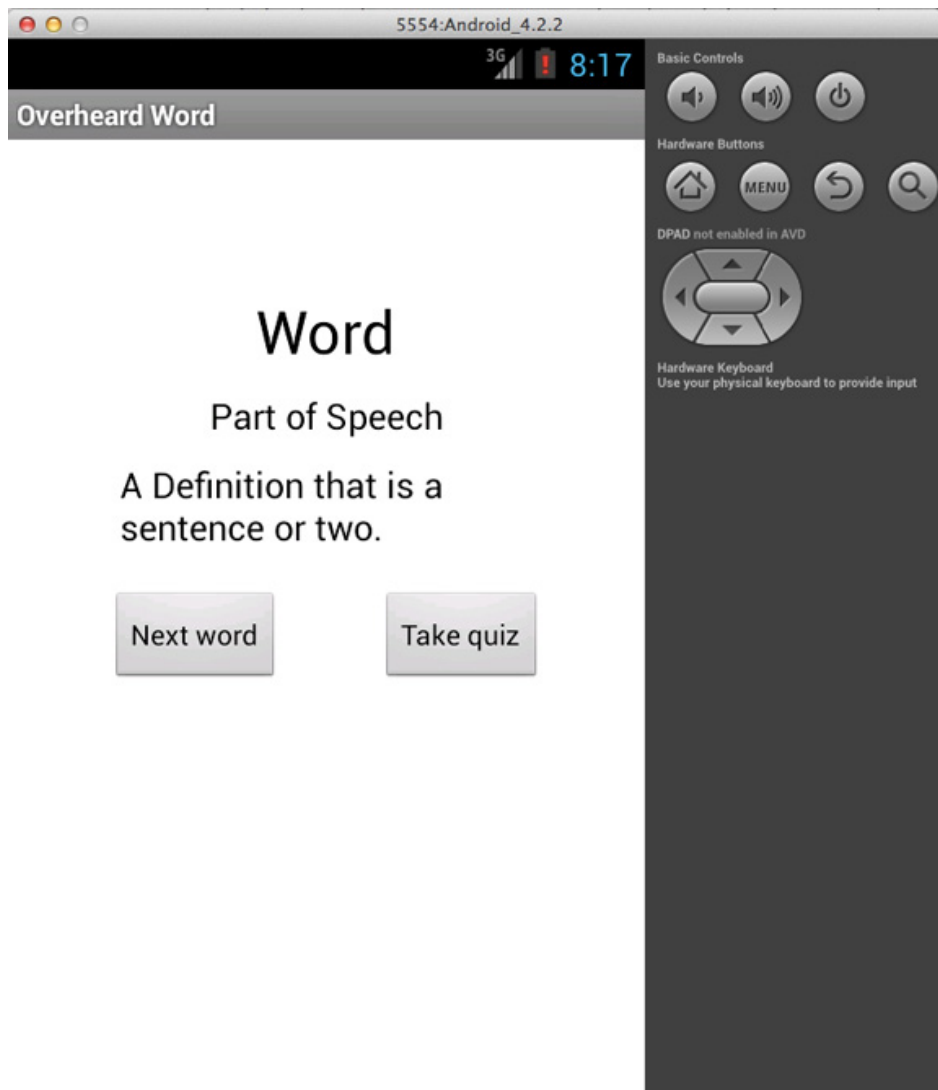 5554:Android_4.2.2
3G 8:17
Overheard Word
Word
Part of Speech
A Definition that is a
sentence or two.
Next word
Take quiz
Basic Controls
Hardware Buttons
MENU
DPAD not enabled in AVD
Hardware Keyboard
Use your physical keyboard to provide input